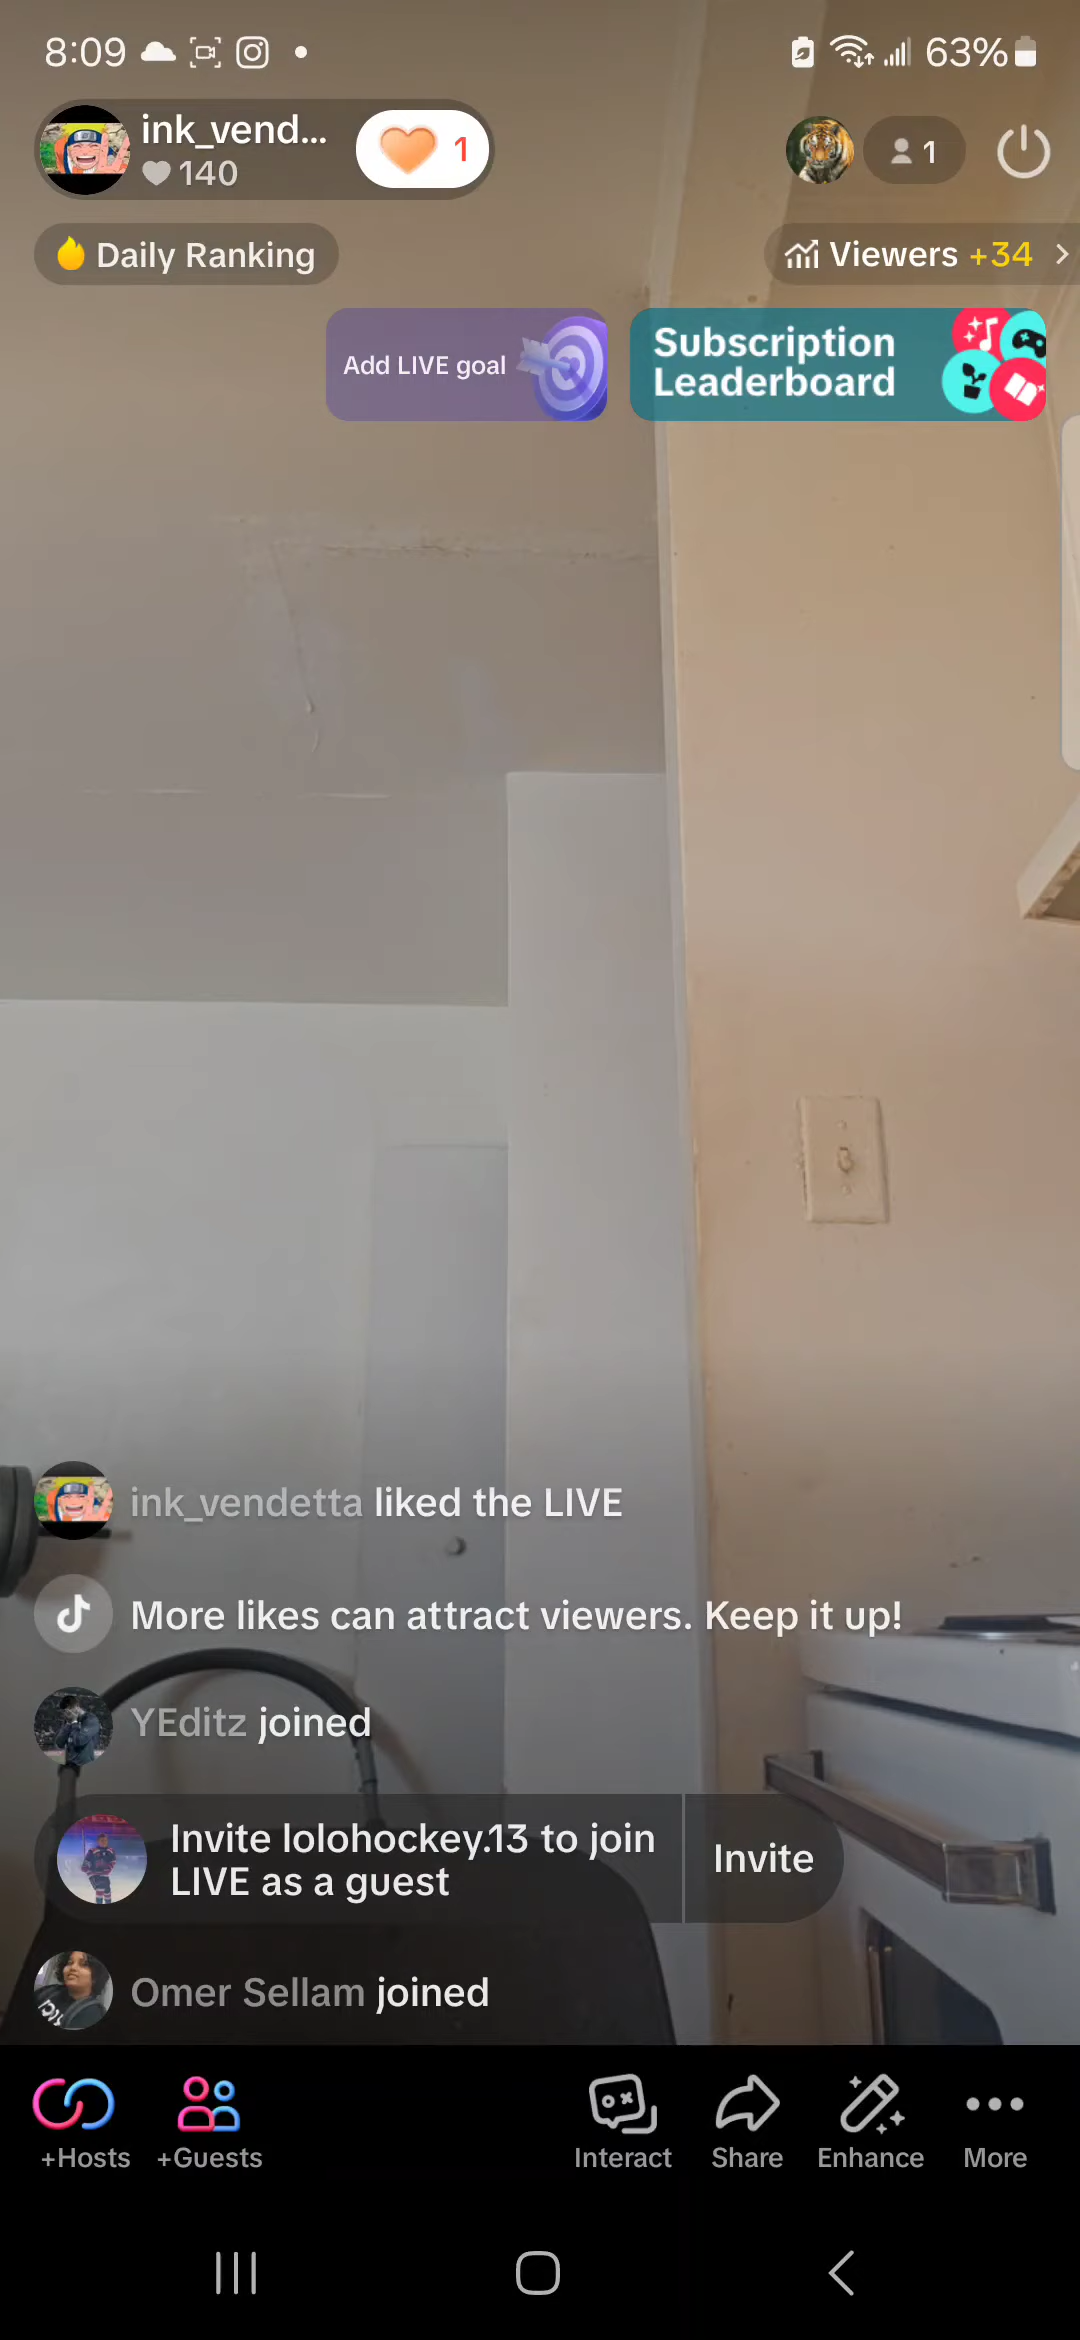 8:09
63%
ink_vend...
140
1
1
Daily Ranking
Viewers +34
Add LIVE goal
Subscription
Leaderboard
ink_vendetta liked the LIVE
More likes can attract viewers. Keep it up!
YEditz joined
Invite lolohockey.13 to join
LIVE as a guest
Invite
Omer Sellam joined
+Hosts
+Guests
Interact
Share
Enhance
More